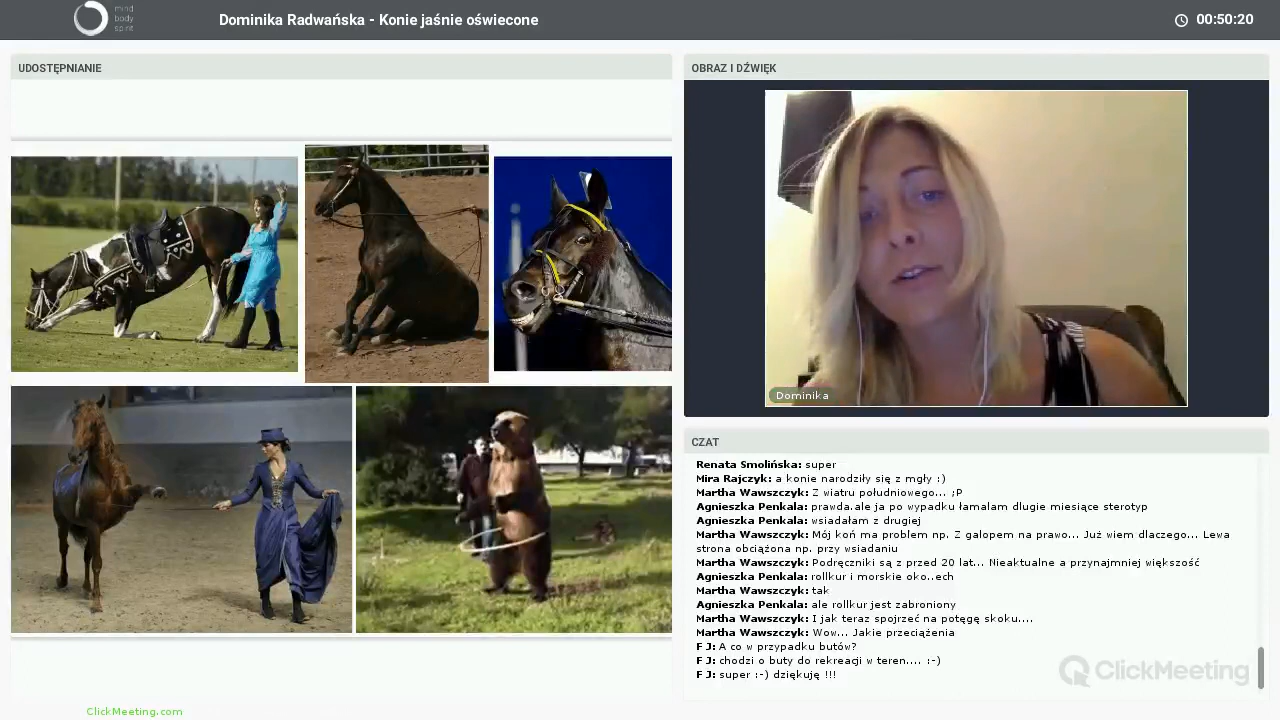 mind
body
spirit
Dominika Radwańska - Konie jaśnie oświecone
00:50:20
UDOSTĘPNIANIE
OBRAZ I DŹWIĘK
Dominika
CZAT
Renata Smolińska: super
Mira Rajczyk: a konie narodziły się z mgły :)
Martha Wawszczyk: Z wiatru południowego... ;P
Agnieszka Penkala: prawda.ale ja po wypadku łamalam dlugie miesiące sterotyp
Agnieszka Penkala: wsiadałam z drugiej
Martha Wawszczyk: Mój koń ma problem np. Z galopem na prawo... Już wiem dlaczego... Lewa
strona obciążona np. przy wsiadaniu
Martha Wawszczyk: Podręczniki są z przed 20 lat... Nieaktualne a przynajmniej większość
Agnieszka Penkala: rollkur i morskie oko..ech
Martha Wawszczyk: tak
Agnieszka Penkala: ale rollkur jest zabroniony
Martha Wawszczyk: I jak teraz spojrzeć na potęgę skoku....
Martha Wawszczyk: Wow... Jakie przeciążenia
F J: A co w przypadku butów?
F J: chodzi o buty do rekreacji w teren.... :-)
F J: super :-) dziękuję !!!
ClickMeeting
ClickMeeting.com